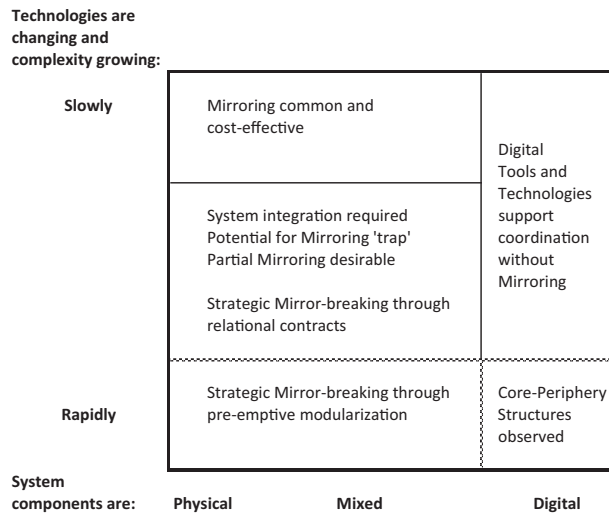 Technologies are
changing and
complexity growing:
Slowly
Mirroring common and
cost-effective
Digital
Tools and
Technologies
support
coordination
without
Mirroring
System integration required
Potential for Mirroring 'trap'
Partial Mirroring desirable
Strategic Mirror-breaking through
relational contracts
Rapidly
Strategic Mirror-breaking through
pre-emptive modularization
Core-Periphery
Structures
observed
System
components are:
Physical
Mixed
Digital